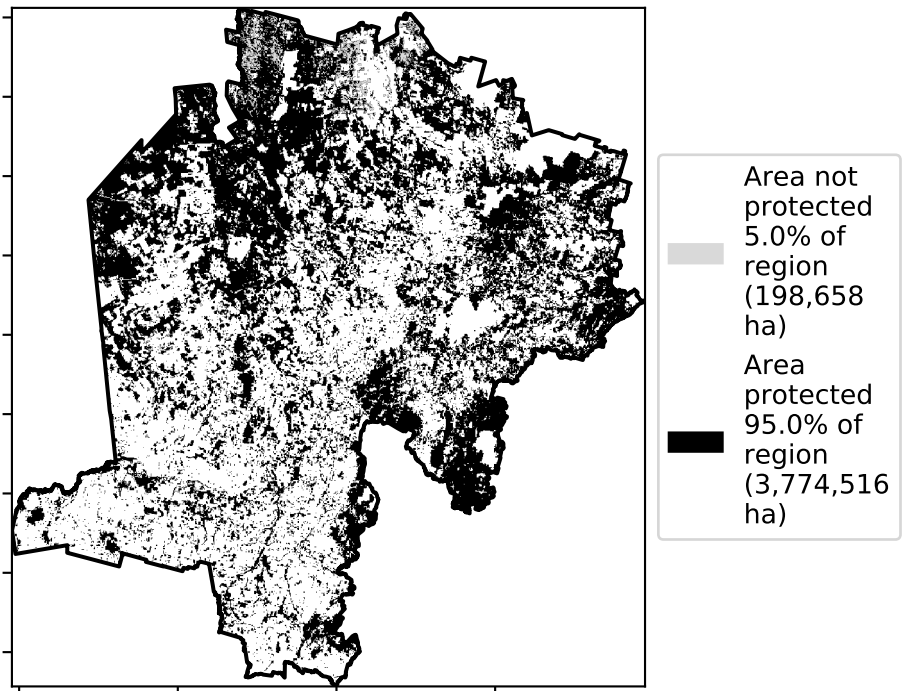 Area not
protected
5.0% of
region
(198,658
ha)
Area
protected
95.0% of
region
(3,774,516
ha)